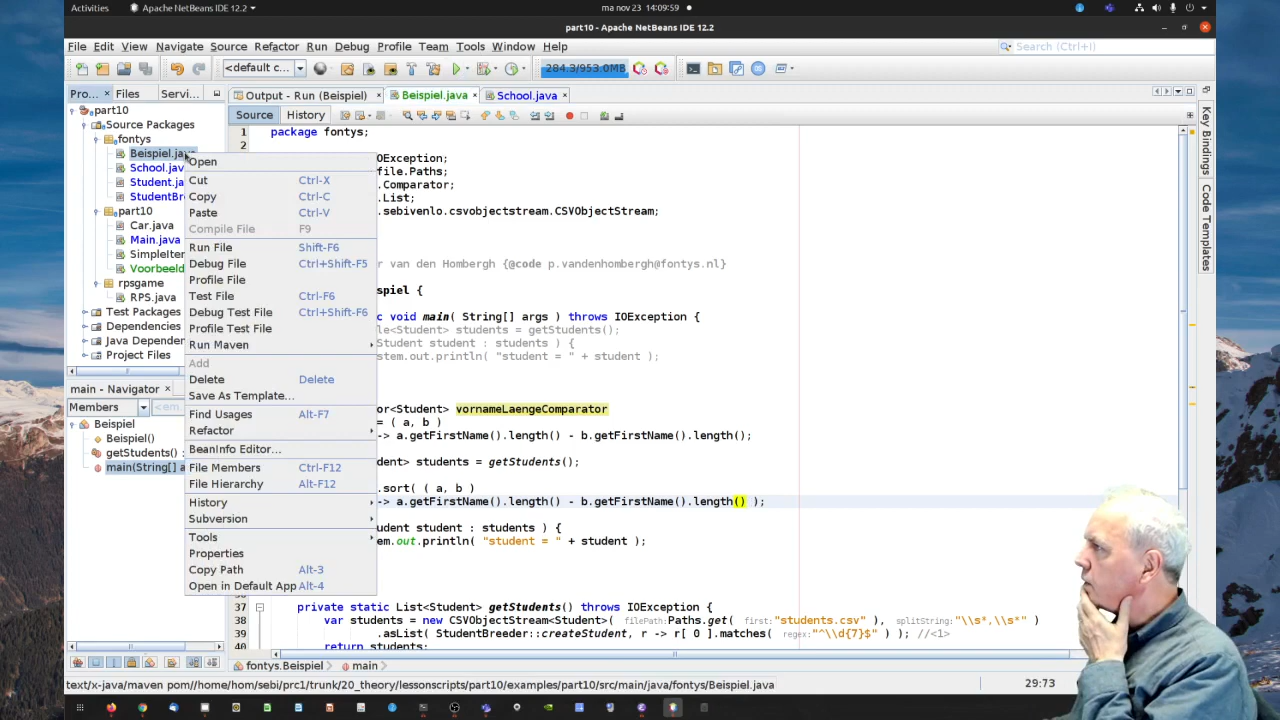 Activities Apache NetBeans IDE 12.2 ma nov 23 14:09:59
part10 - Apache NetBeans IDE 12.2
File Edit View Navigate Source Refactor Run Debug Profile Team Tools Window Help Search (Ctrl+I)
<default c... 284.3/953.0MB
Pro... × Files Servi...
Output - Run (Beispiel) × Beispiel.java × School.java ×
Source History
part10
Source Packages
fontys
Beispiel.java
School.jav
Student.ja
StudentBre
part10
Car.java
Main.java
SimpleIter
Voorbeeld
rpsgame
RPS.java
Test Packages
Dependencies
Java Depen
Project Files
Open
Cut Ctrl-X
Copy Ctrl-C
Paste Ctrl-V
Compile File F9
Run File Shift-F6
Debug File Ctrl+Shift-F5
Profile File
Test File Ctrl-F6
Debug Test File Ctrl+Shift-F6
Profile Test File
Run Maven
Add
Delete Delete
Save As Template...
Find Usages Alt-F7
Refactor
BeanInfo Editor...
File Members Ctrl-F12
File Hierarchy Alt-F12
History
Subversion
Tools
Properties
Copy Path Alt-3
Open in Default App Alt-4
main - Navigator ×
Members
Beispiel
Beispiel()
getStudents() :
main(String[] a
1 package fontys;
2
OException;
file.Paths;
.Comparator;
.List;
.sebivenlo.csvobjectstream.CSVObjectStream;
r van den Hombergh {@code p.vandenhombergh@fontys.nl}
spiel {
c void main( String[] args ) throws IOException {
le<Student> students = getStudents();
udent student : students ) {
stem.out.println( "student = " + student );
or<Student> vornameLaengeComparator
= ( a, b )
-> a.getFirstName().length() - b.getFirstName().length();
dent> students = getStudents();
.sort( ( a, b )
-> a.getFirstName().length() - b.getFirstName().length() );
udent student : students ) {
stem.out.println( "student = " + student );
37 private static List<Student> getStudents() throws IOException {
38 var students = new CSVObjectStream<Student>( filePath:Paths.get( first:"students.csv" ), splitString:"\\s*,\\s*" )
39 .asList( StudentBreeder::createStudent, r -> r[ 0 ].matches( regex:"^\\d{7}$" ) ); //<1>
40 return students;
Key Bindings
Code Templates
fontys.Beispiel main
text/x-java/maven pom//home/hom/sebi/prc1/trunk/20_theory/lessonscripts/part10/examples/part10/src/main/java/fontys/Beispiel.java 29:73